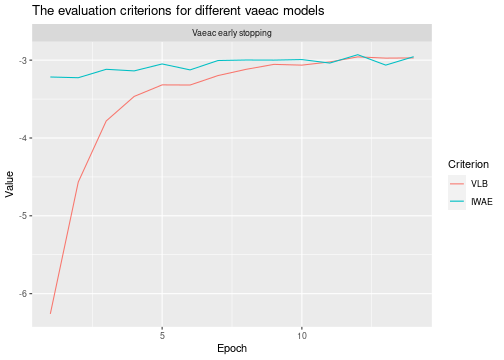 The evaluation criterions for different vaeac models
Vaeac early stopping
-3
-4
-5
-6
Value
5
10
Epoch
Criterion
VLB
IWAE